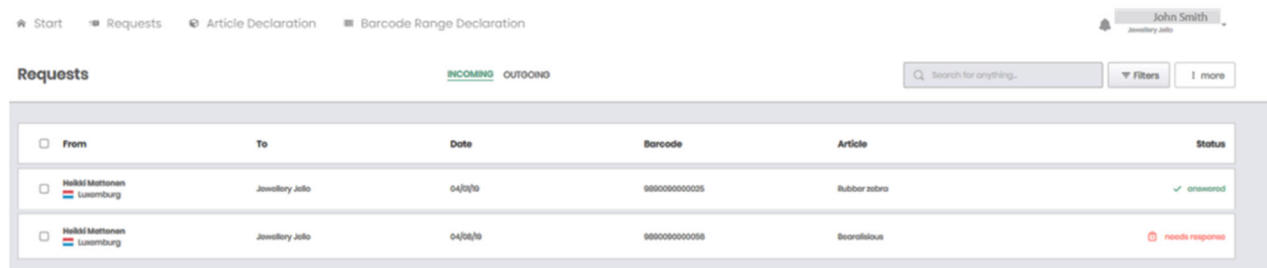 Start Requests Article Declaration Barcode Range Declaration John Smith
Jewellery Jello
Requests INCOMING OUTGOING Search for anything... Filters more
From To Date Barcode Article Status
Heikki Mattonen
Luxemburg Jewellery Jello 04/01/19 9890090000025 Rubber zebra answered
Heikki Mattonen
Luxemburg Jewellery Jello 04/08/19 Bearalicious needs response